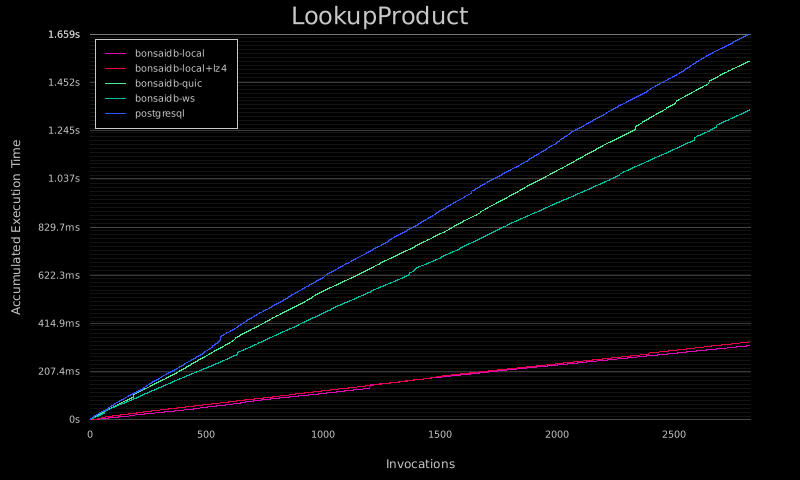 LookupProduct
1.659s
1.452s
1.245s
1.037s
829.7ms
622.3ms
414.9ms
207.4ms
0s
Accumulated Execution Time
bonsaidb-local
bonsaidb-local+lz4
bonsaidb-quic
bonsaidb-ws
postgresql
0 500 1000 1500 2000 2500
Invocations